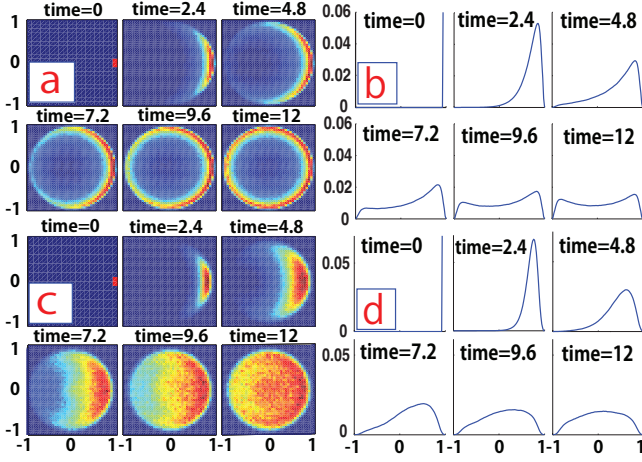 time=0 time=2.4 time=4.8
1
0
-1
a
time=7.2 time=9.6 time=12
1
0
-1
time=0 time=2.4 time=4.8
1
0
-1
c
time=7.2 time=9.6 time=12
1
0
-1
-1 0 1 -1 0 1 -1 0 1
0.06 time=0 time=2.4 time=4.8
0.04
0.02
0
b
0.06 time=7.2 time=9.6 time=12
0.04
0.02
0
time=0 time=2.4 time=4.8
0.05
0
d
0.05 time=7.2 time=9.6 time=12
0
-1 0 1 -1 0 1 -1 0 1